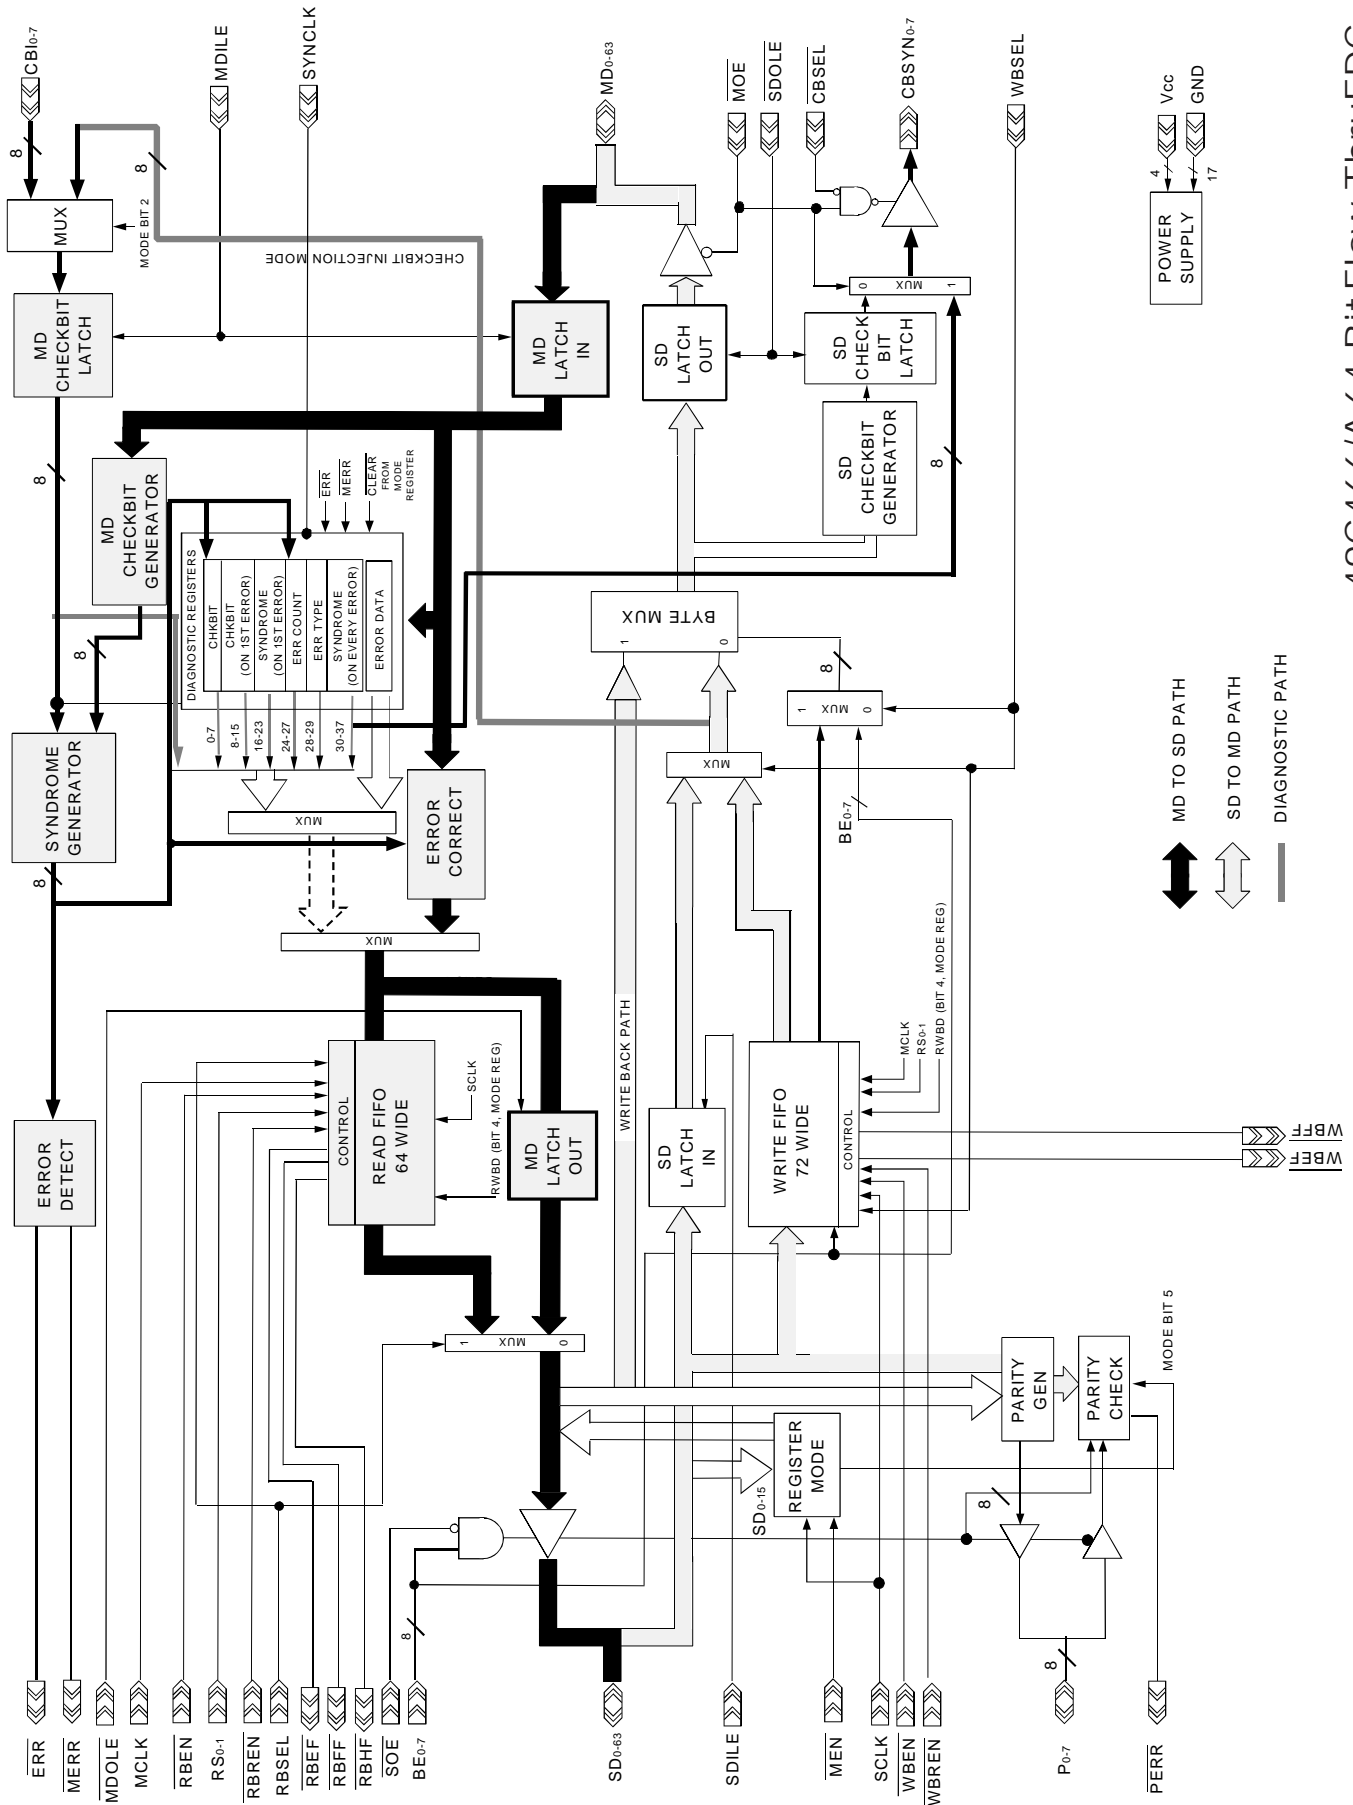 CBI0-7
MDILE
SYNCLK
MD0-63
MOE
SDOLE
CBSEL
CBSYN0-7
WBSEL
Vcc
GND
4
17
POWER
SUPPLY
8
8
MUX
MODE BIT 2
CHECKBIT INJECTION MODE
MD
CHECKBIT
LATCH
MD
LATCH
IN
SD
LATCH
OUT
SD
CHECK
BIT
LATCH
0
MUX
1
SD
CHECKBIT
GENERATOR
8
8
MD
CHECKBIT
GENERATOR
8
ERR
MERR
CLEAR
FROM
MODE
REGISTER
DIAGNOSTIC REGISTERS
CHKBIT
CHKBIT
(ON 1ST ERROR)
SYNDROME
(ON 1ST ERROR)
ERR COUNT
ERR TYPE
SYNDROME
(ON EVERY ERROR)
ERROR DATA
0-7
8-15
16-23
24-27
28-29
30-37
BYTE MUX
1
0
8
1
MUX
0
MUX
BE0-7
SYNDROME
GENERATOR
8
MUX
ERROR
CORRECT
MUX
MD TO SD PATH
SD TO MD PATH
DIAGNOSTIC PATH
WRITE BACK PATH
ERROR
DETECT
CONTROL
READ FIFO
64 WIDE
SCLK
RWBD (BIT 4, MODE REG)
MD
LATCH
OUT
SD
LATCH
IN
WRITE FIFO
72 WIDE
CONTROL
MCLK
RS0-1
RWBD (BIT 4, MODE REG)
WBFF
WBEF
1
MUX
0
REGISTER
MODE
SD0-15
PARITY
GEN
PARITY
CHECK
MODE BIT 5
8
8
8
ERR
MERR
MDOLE
MCLK
RBEN
RS0-1
RBREN
RBSEL
RBEF
RBFF
RBHF
SOE
BE0-7
SD0-63
SDILE
MEN
SCLK
WBEN
WBREN
P0-7
PERR